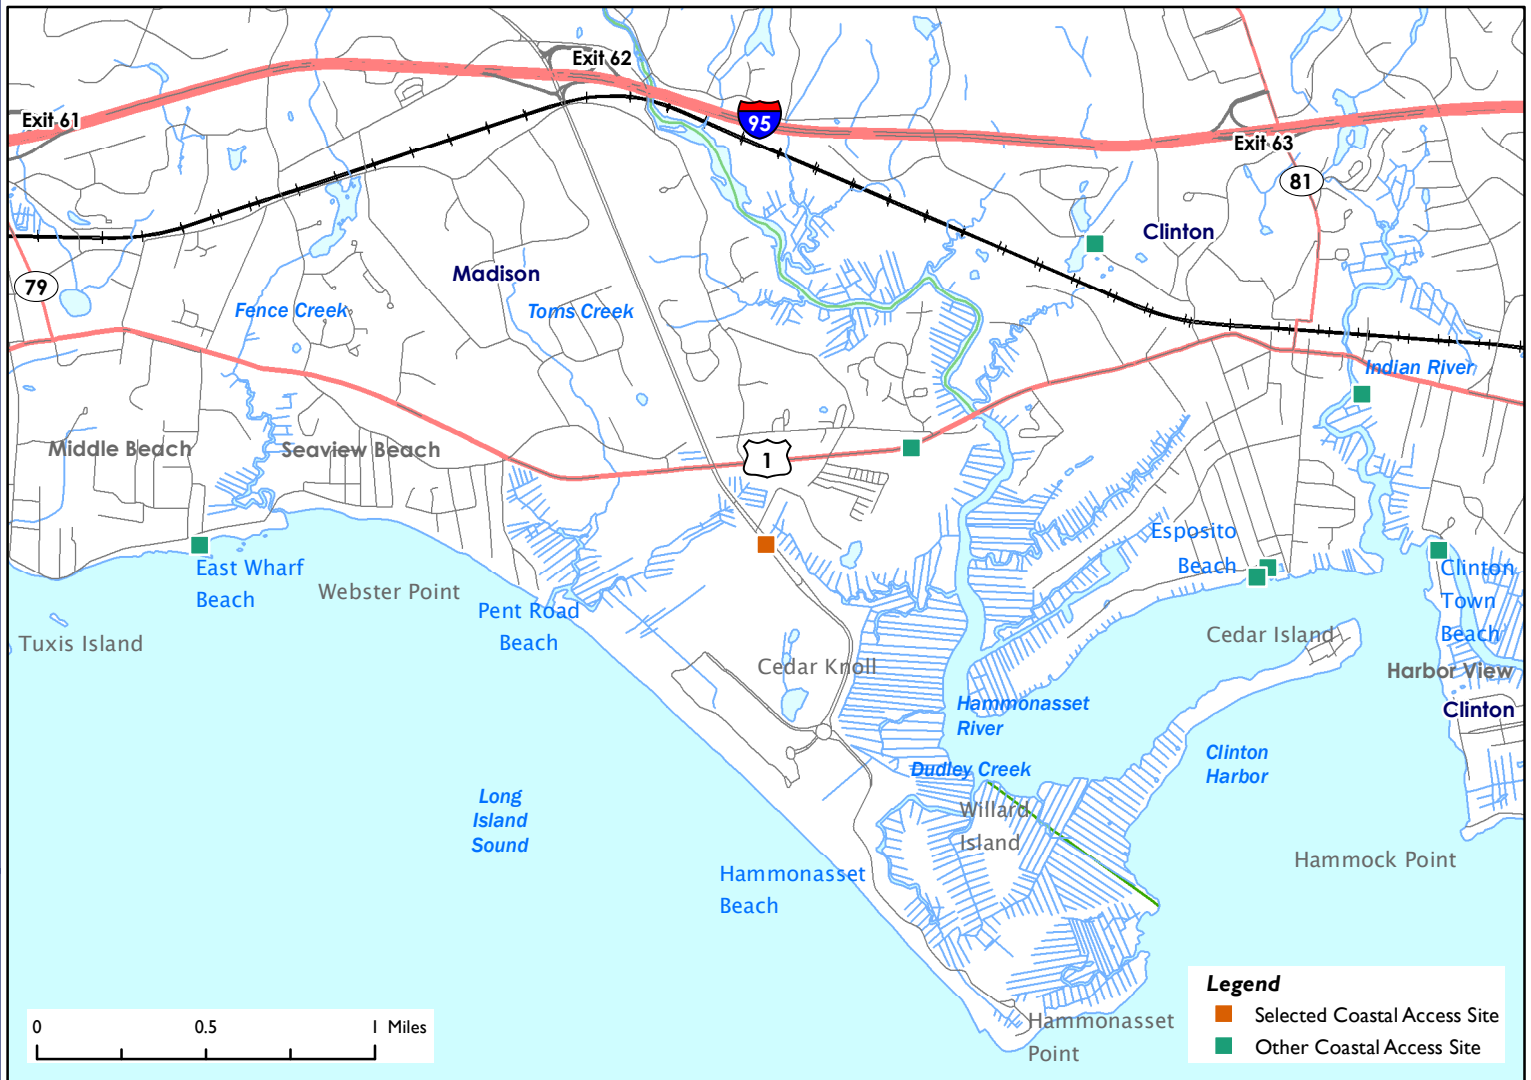 Exit 62
Exit 61
95
Exit 63
81
Clinton
Madison
79
Fence Creek
Toms Creek
Indian River
Middle Beach
Seaview Beach
1
Esposito
Beach
East Wharf
Beach
Webster Point
Clinton
Town
Beach
Pent Road
Beach
Tuxis Island
Cedar Island
Cedar Knoll
Harbor View
Hammonasset
River
Clinton
Clinton
Harbor
Dudley Creek
Long
Island
Sound
Willard
Island
Hammock Point
Hammonasset
Beach
Hammonasset
Point
Legend
Selected Coastal Access Site
Other Coastal Access Site
0 0.5 1 Miles